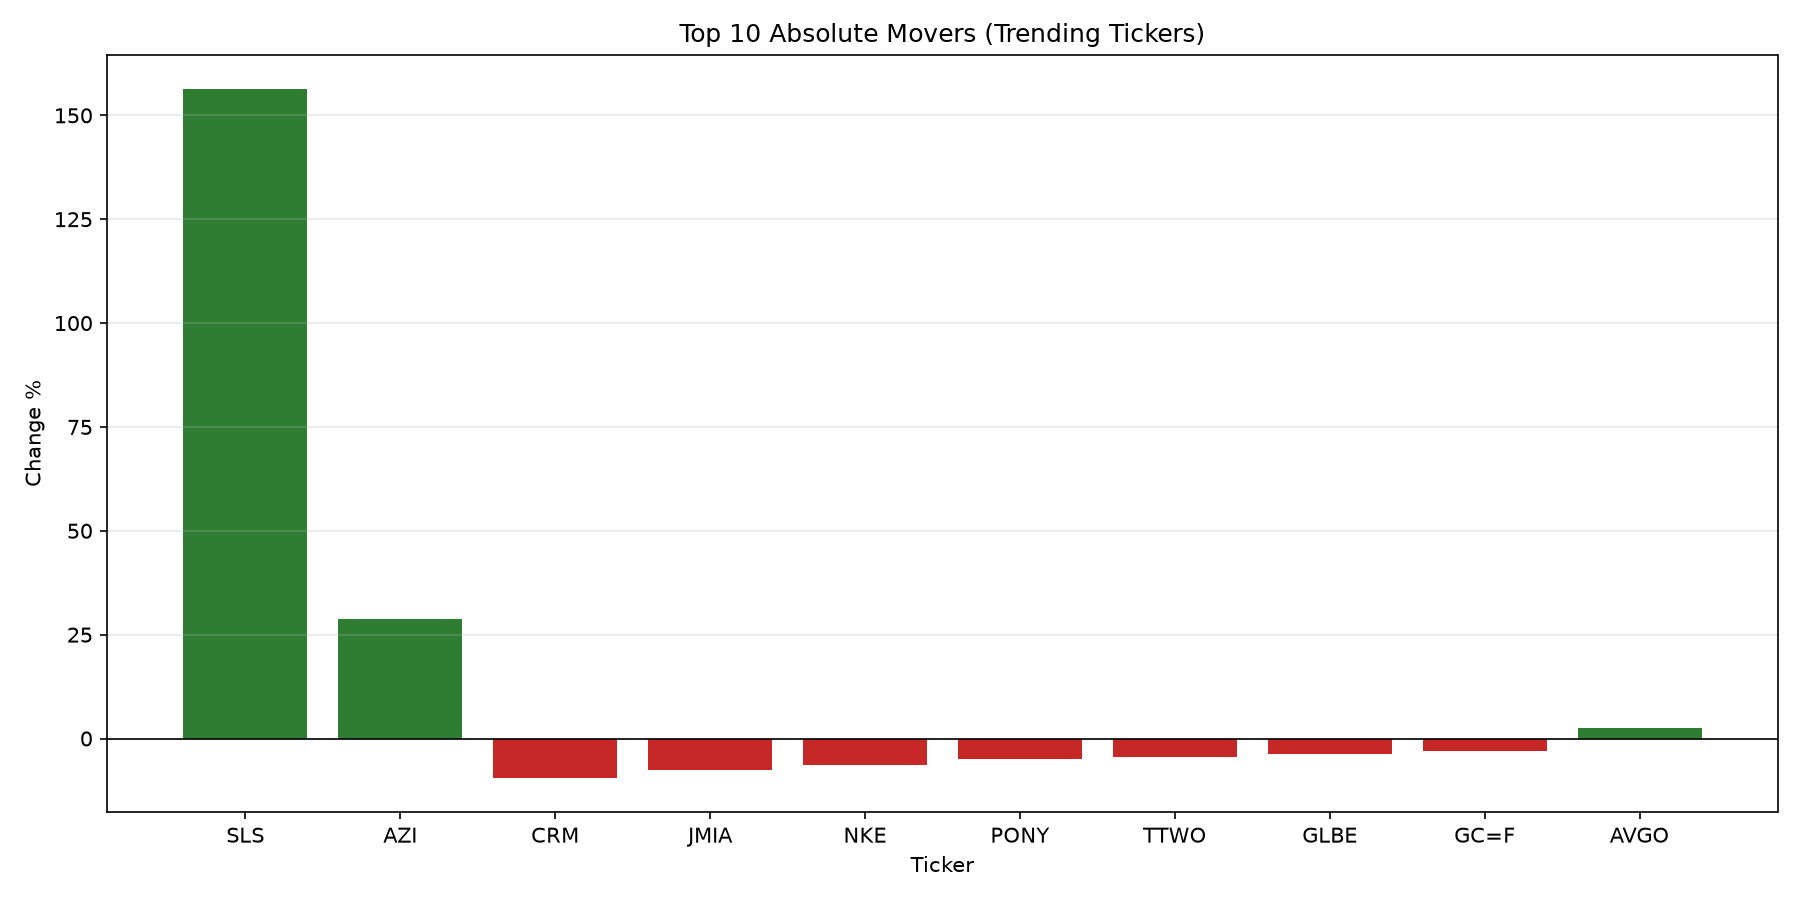 Top 10 Absolute Movers (Trending Tickers)
Change %
150
125
100
75
50
25
0
SLS AZI CRM JMIA NKE PONY TTWO GLBE GC=F AVGO
Ticker